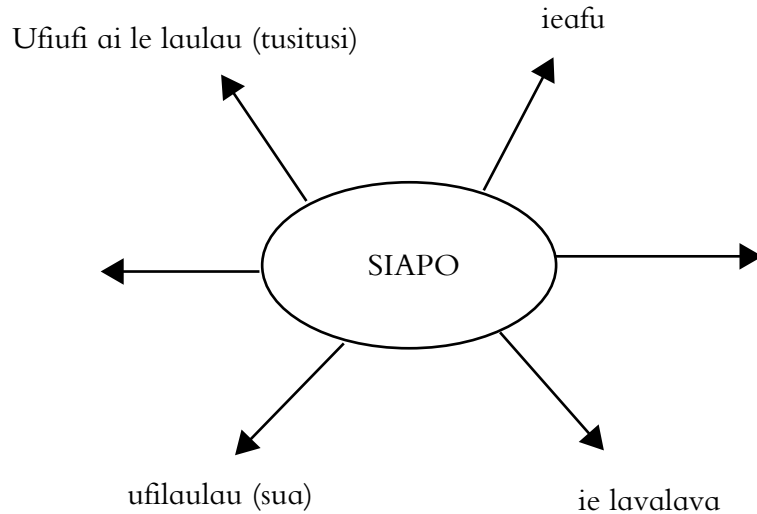 Ufiufi ai le laulau (tusitusi)
ieafu
SIAPO
ufilaulau (sua)
ie lavalava